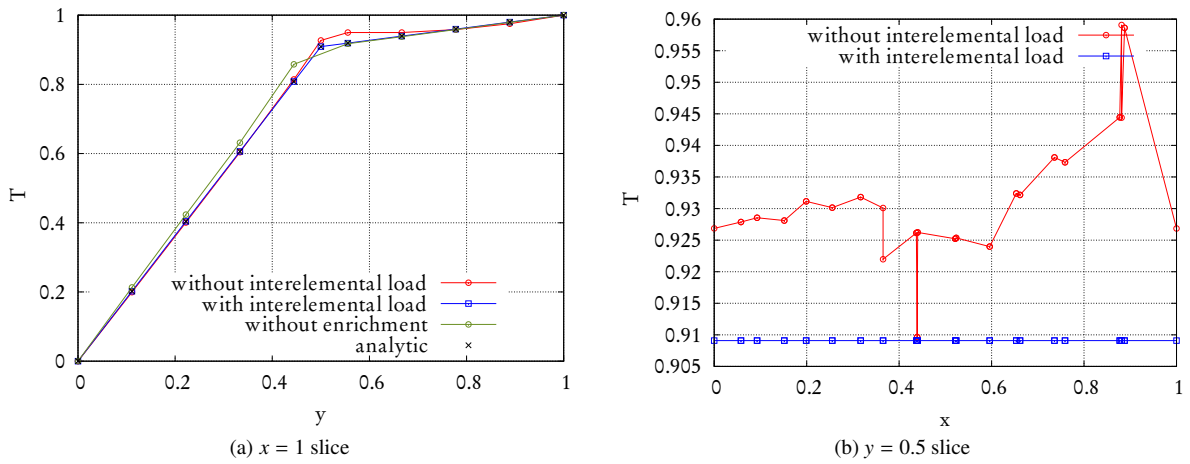 1
0.8
0.6
0.4
0.2
0
T
without interelemental load
with interelemental load
without enrichment
analytic
0 0.2 0.4 0.6 0.8 1
y
(a) x = 1 slice
0.96
0.955
0.95
0.945
0.94
0.935
0.93
0.925
0.92
0.915
0.91
0.905
T
without interelemental load
with interelemental load
0 0.2 0.4 0.6 0.8 1
x
(b) y = 0.5 slice